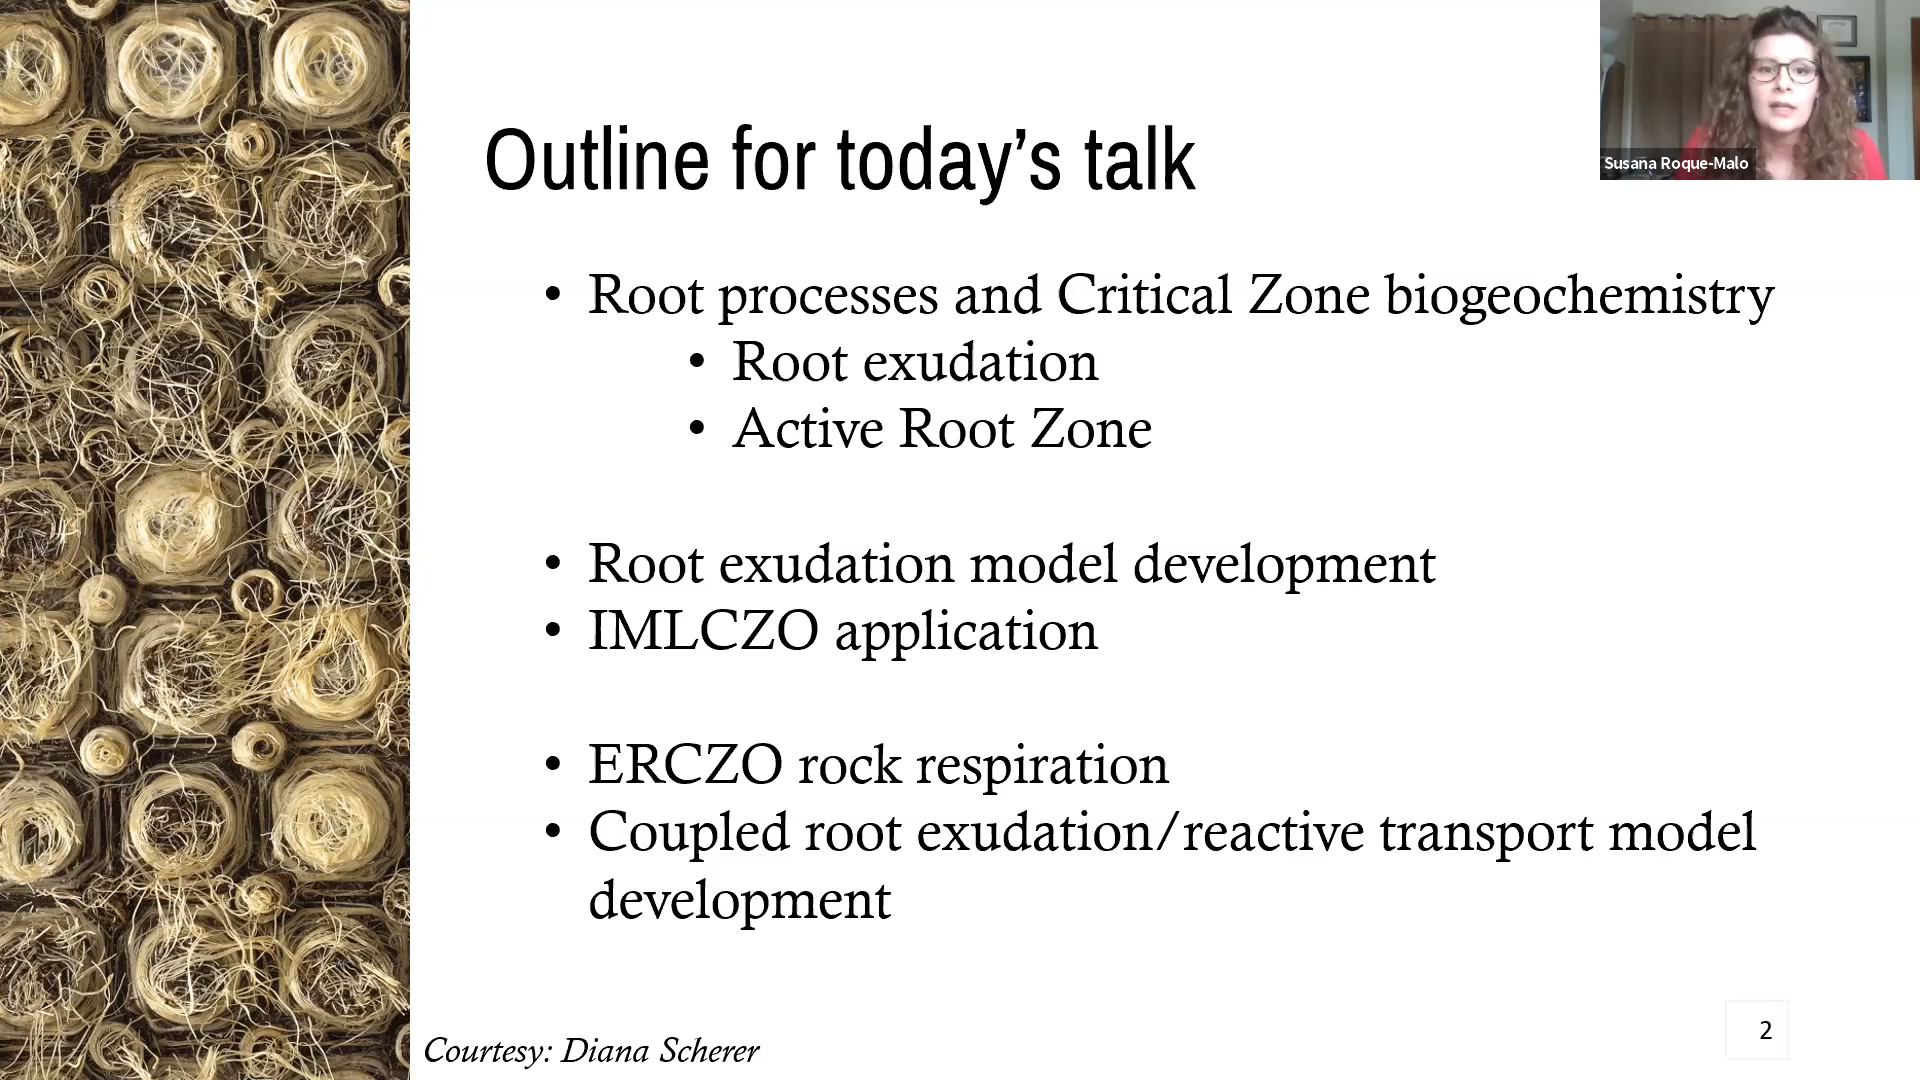 Outline for today’s talk
Susana Roque-Malo
• Root processes and Critical Zone biogeochemistry
• Root exudation
• Active Root Zone
• Root exudation model development
• IMLCZO application
• ERCZO rock respiration
• Coupled root exudation/reactive transport model
development
Courtesy: Diana Scherer
2